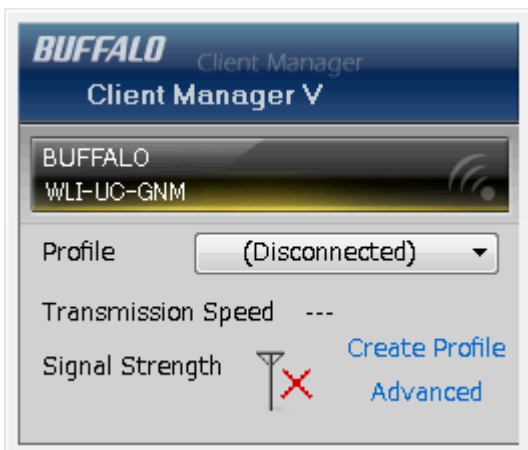 BUFFALO Client Manager
Client Manager V
BUFFALO
WLI-UC-GNM
Profile (Disconnected)
Transmission Speed ---
Signal Strength
Create Profile
Advanced